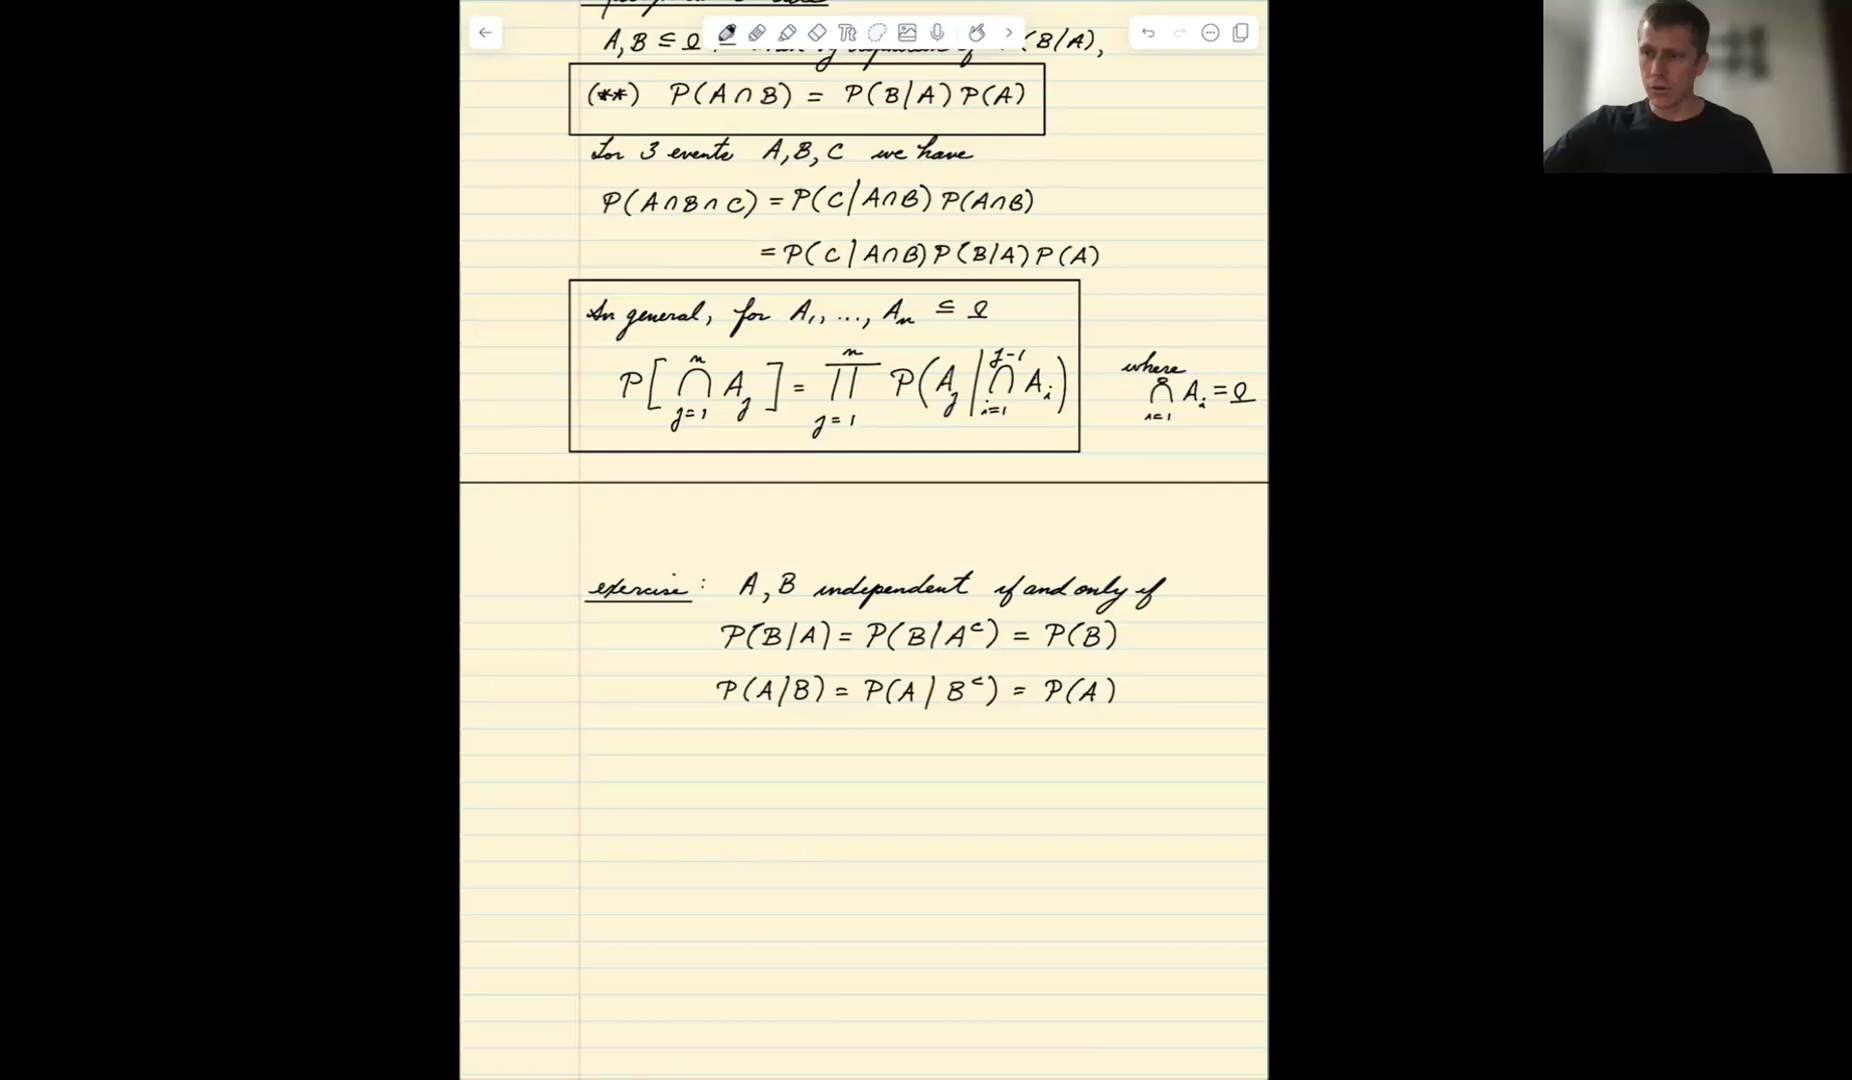 A, B ⊆ Ω (B|A),
(**) P(A∩B) = P(B|A)P(A)
For 3 events A,B,C we have
P(A∩B∩C) = P(C|A∩B)P(A∩B)
= P(C|A∩B)P(B|A)P(A)
In general, for A₁, ..., Aₙ ⊆ Ω
P[⋂ⱼ₌₁ⁿ Aⱼ] = ∏ⱼ₌₁ⁿ P(Aⱼ | ⋂ᵢ₌₁ʲ⁻¹ Aᵢ)
where
⋂ᵢ₌₁⁰ Aᵢ = Ω
exercise: A, B independent if and only if
P(B|A) = P(B|Aᶜ) = P(B)
P(A|B) = P(A|Bᶜ) = P(A)